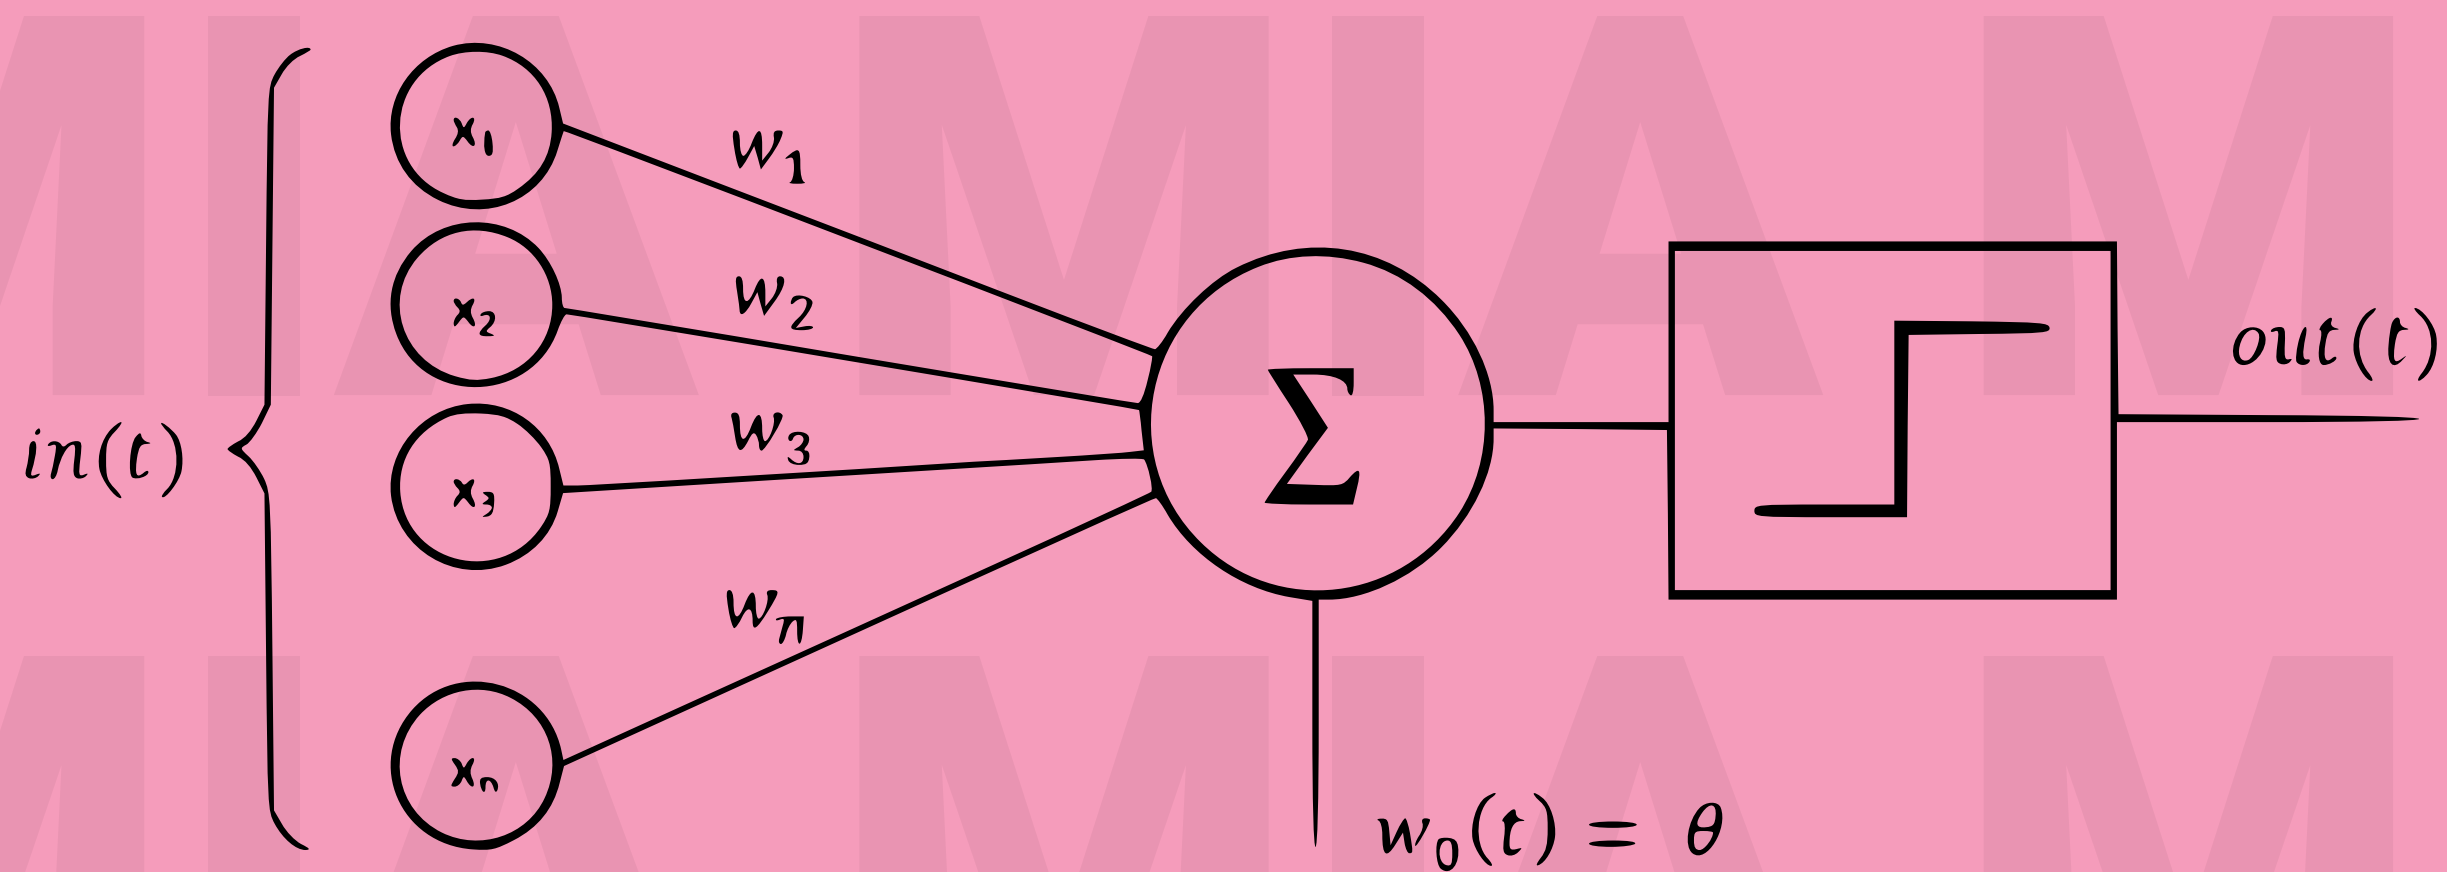 MIA MIA M
x₁
w₁
x₂
w₂
out(t)
in(t)
x₃
w₃
Σ
wₙ
xₙ
w₀(t) = θ
MIA MIA M